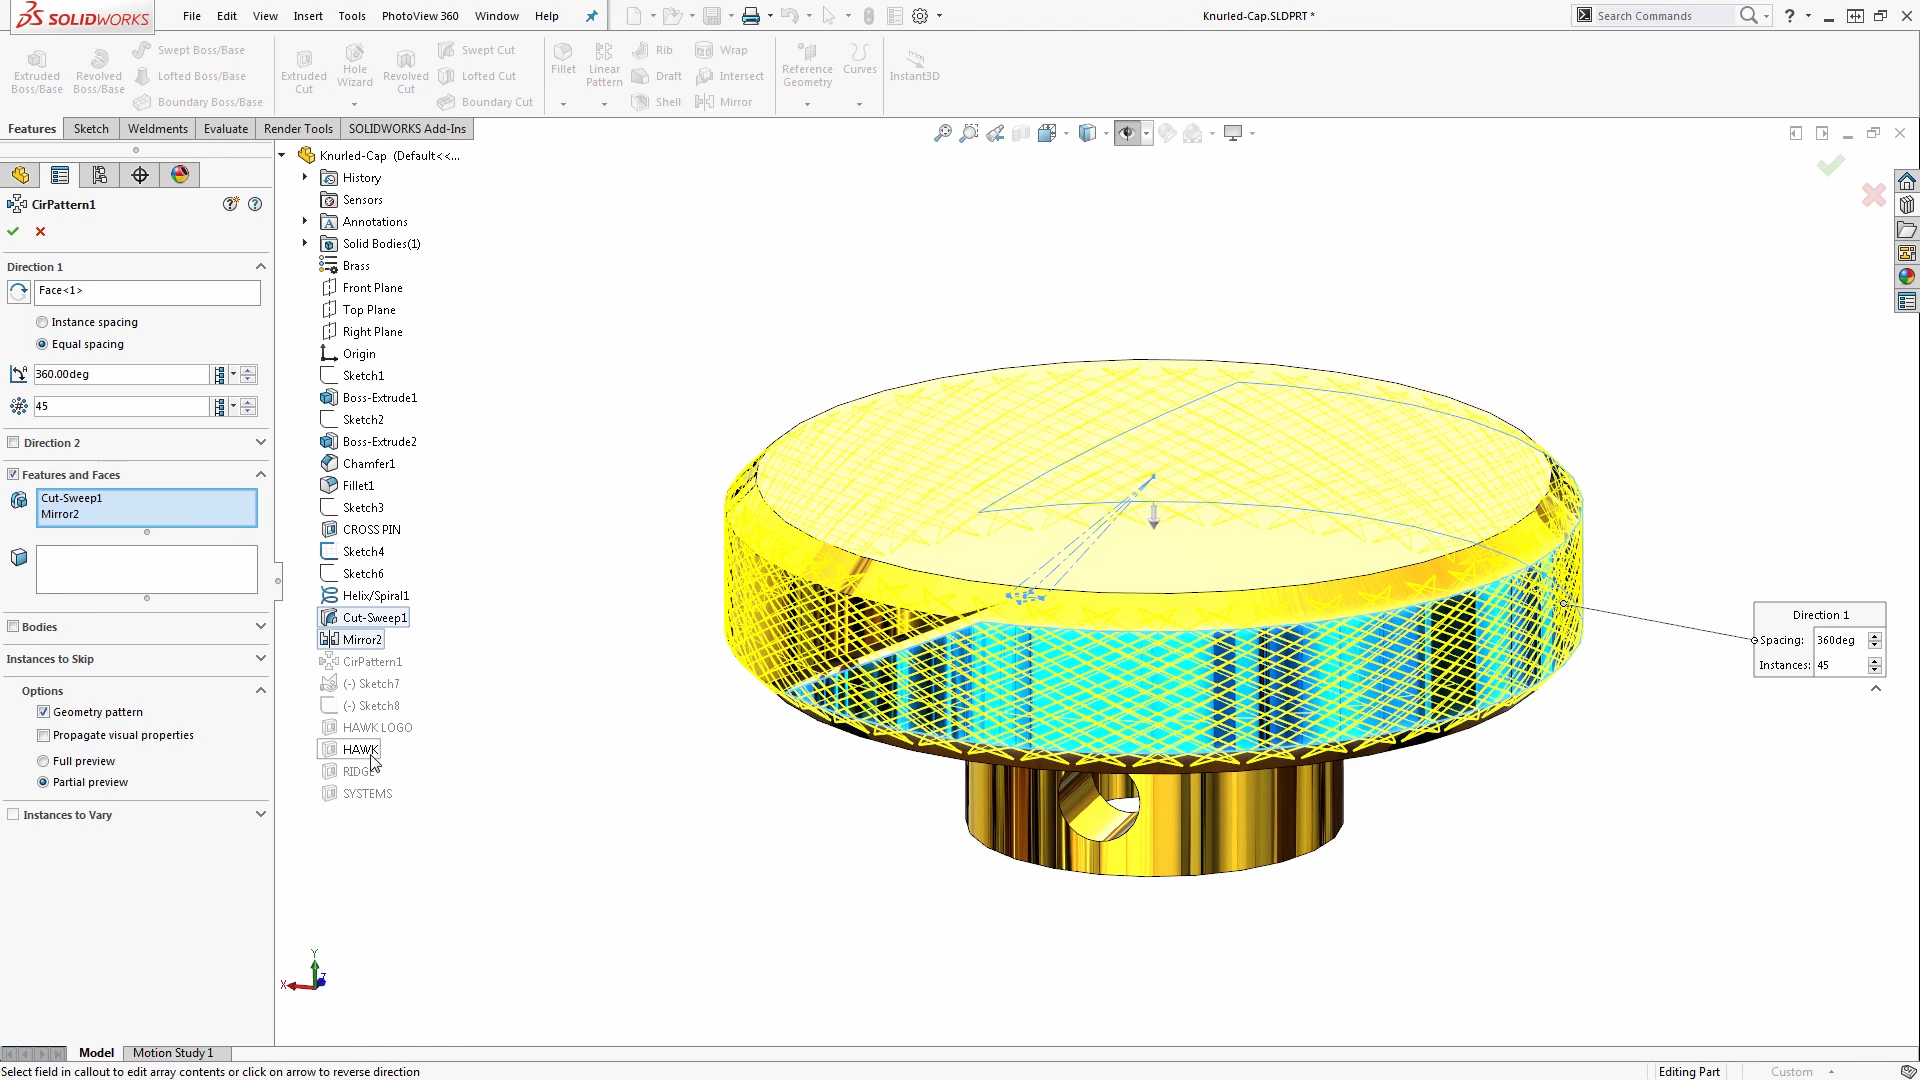 SOLIDWORKS
File Edit View Insert Tools PhotoView 360 Window Help
Knurled-Cap.SLDPRT *
Search Commands
Extruded Boss/Base
Revolved Boss/Base
Swept Boss/Base
Lofted Boss/Base
Boundary Boss/Base
Extruded Cut
Hole Wizard
Revolved Cut
Swept Cut
Lofted Cut
Boundary Cut
Fillet
Linear Pattern
Rib
Draft
Shell
Wrap
Intersect
Mirror
Reference Geometry
Curves
Instant3D
Features Sketch Weldments Evaluate Render Tools SOLIDWORKS Add-Ins
CirPattern1
Direction 1
Face<1>
Instance spacing
Equal spacing
360.00deg
45
Direction 2
Features and Faces
Cut-Sweep1
Mirror2
Bodies
Instances to Skip
Options
Geometry pattern
Propagate visual properties
Full preview
Partial preview
Instances to Vary
Knurled-Cap (Default<<...
History
Sensors
Annotations
Solid Bodies(1)
Brass
Front Plane
Top Plane
Right Plane
Origin
Sketch1
Boss-Extrude1
Sketch2
Boss-Extrude2
Chamfer1
Fillet1
Sketch3
CROSS PIN
Sketch4
Sketch6
Helix/Spiral1
Cut-Sweep1
Mirror2
CirPattern1
(-) Sketch7
(-) Sketch8
HAWK LOGO
HAWK
RIDGE
SYSTEMS
Direction 1
Spacing: 360deg
Instances: 45
Y
X
Z
Model Motion Study 1
Select field in callout to edit array contents or click on arrow to reverse direction
Editing Part
Custom